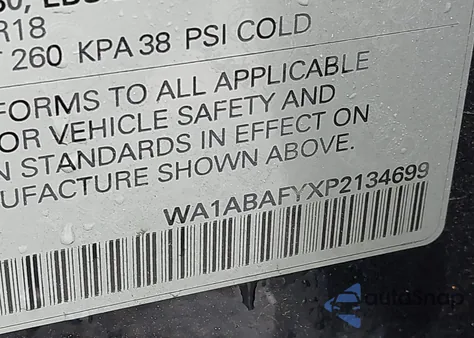 R18
260 KPA 38 PSI COLD
FORMS TO ALL APPLICABLE
OR VEHICLE SAFETY AND
N STANDARDS IN EFFECT ON
UFACTURE SHOWN ABOVE.
WA1ABAFYXP2134699
autoSnap